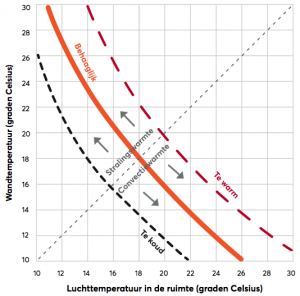 Wandtemperatuur (graden Celsius)
30
28
26
24
22
20
18
16
14
12
10
Behaaglijk
Stralingswarmte
Convectiewarmte
Te warm
Te koud
10 12 14 16 18 20 22 24 26 28 30
Luchttemperatuur in de ruimte (graden Celsius)